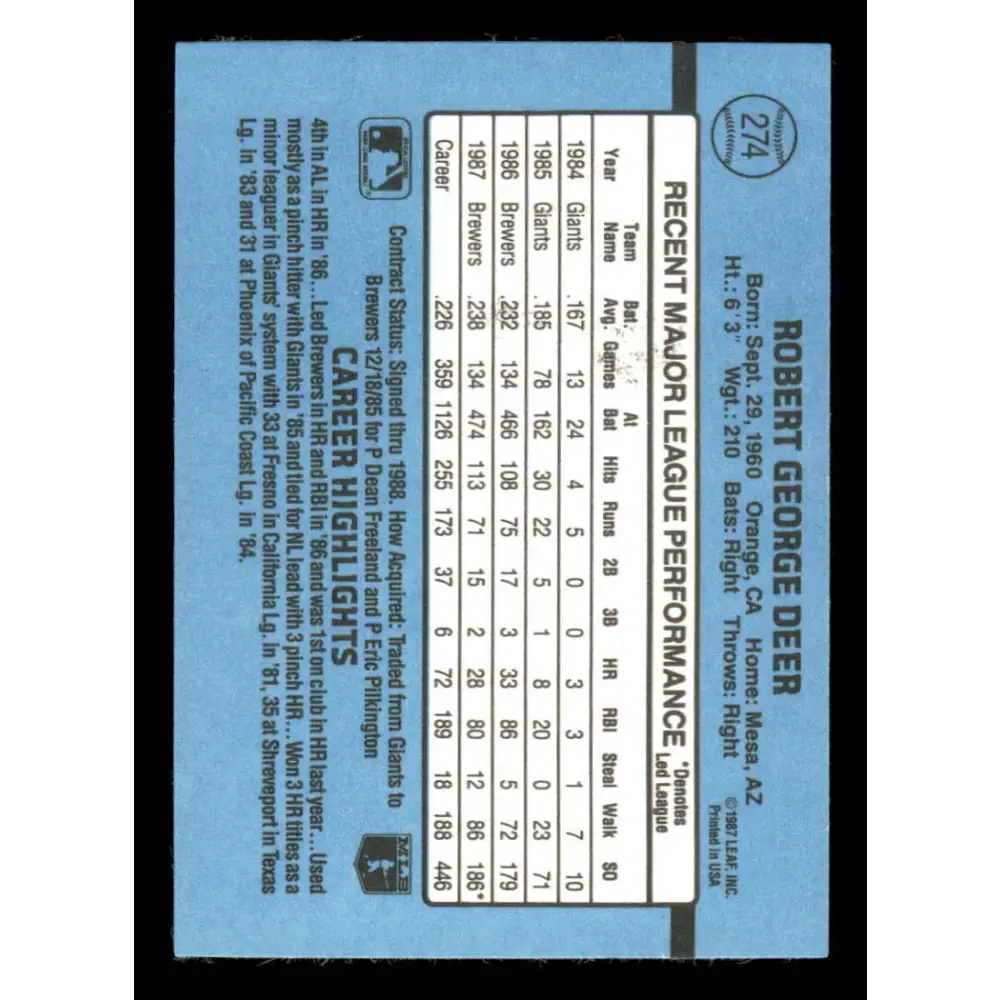 274
ROBERT GEORGE DEER
Born: Sept. 29, 1960 Orange, CA Home: Mesa, AZ
Ht.: 6'3" Wgt.: 210 Bats: Right Throws: Right
©1987 LEAF, INC.
Printed in USA
RECENT MAJOR LEAGUE PERFORMANCE *Denotes Led League
Year Team Name Bat. Avg. Games At Bat Hits Runs 2B 3B HR RBI Steal Walk SO
1984 Giants .167 13 24 4 5 0 0 3 3 1 7 10
1985 Giants .185 78 162 30 22 5 1 8 20 0 23 71
1986 Brewers .232 134 466 108 75 17 3 33 86 5 72 179
1987 Brewers .238 134 474 113 71 15 2 28 80 12 86 186*
Career .226 359 1126 255 173 37 6 72 189 18 188 446
Contract Status: Signed thru 1988. How Acquired: Traded from Giants to
Brewers 12/18/85 for P Dean Freeland and P Eric Pilkington
MLB
CAREER HIGHLIGHTS
4th in AL in HR in '86... Led Brewers in HR and RBI in '86 and was 1st on club in HR last year... Used
mostly as a pinch hitter with Giants in '85 and tied for NL lead with 3 pinch HR... Won 3 HR titles as a
minor leaguer in Giants' system with 33 at Fresno in California Lg. in '81, 35 at Shreveport in Texas
Lg. in '83 and 31 at Phoenix of Pacific Coast Lg. in '84.